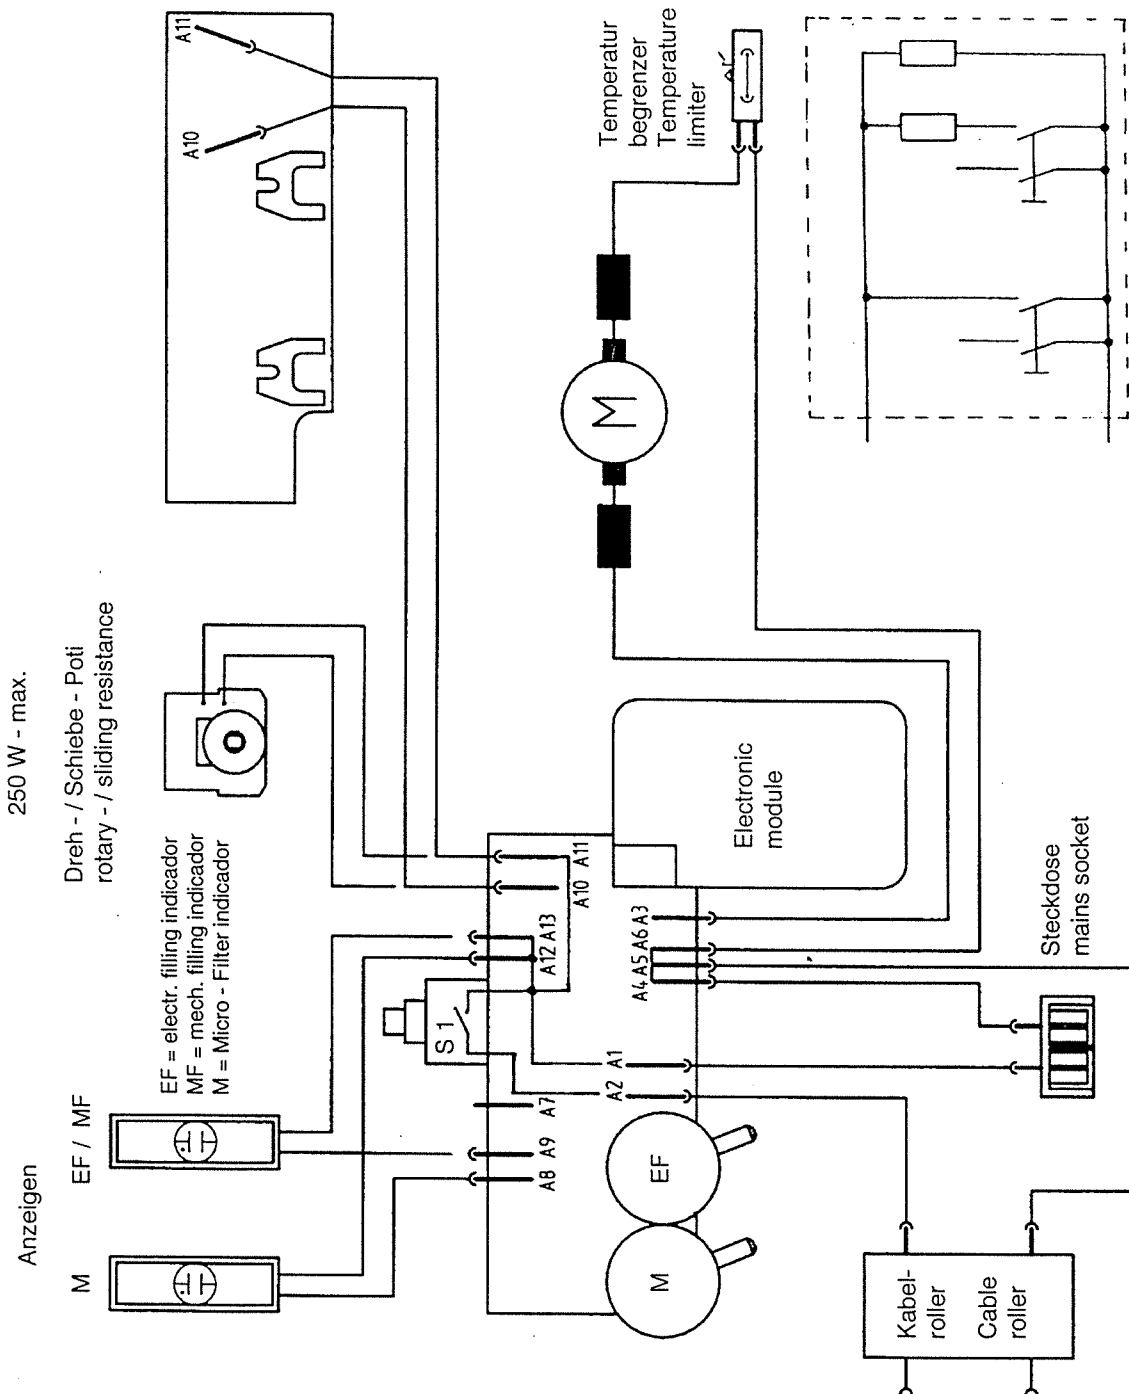 250 W - max.
Dreh - / Schiebe - Poti
rotary - / sliding resistance
Anzeigen
M
EF / MF
EF = electr. filling indicador
MF = mech. filling indicador
M = Micro - Filter indicador
A10
A11
Temperatur
begrenzer
Temperature
limiter
M
S 1
A8
A9
A7
A12
A13
A10
A11
A2
A1
A4
A5
A6
A3
M
EF
Electronic
module
Steckdose
mains socket
Kabel-
roller
Cable
roller